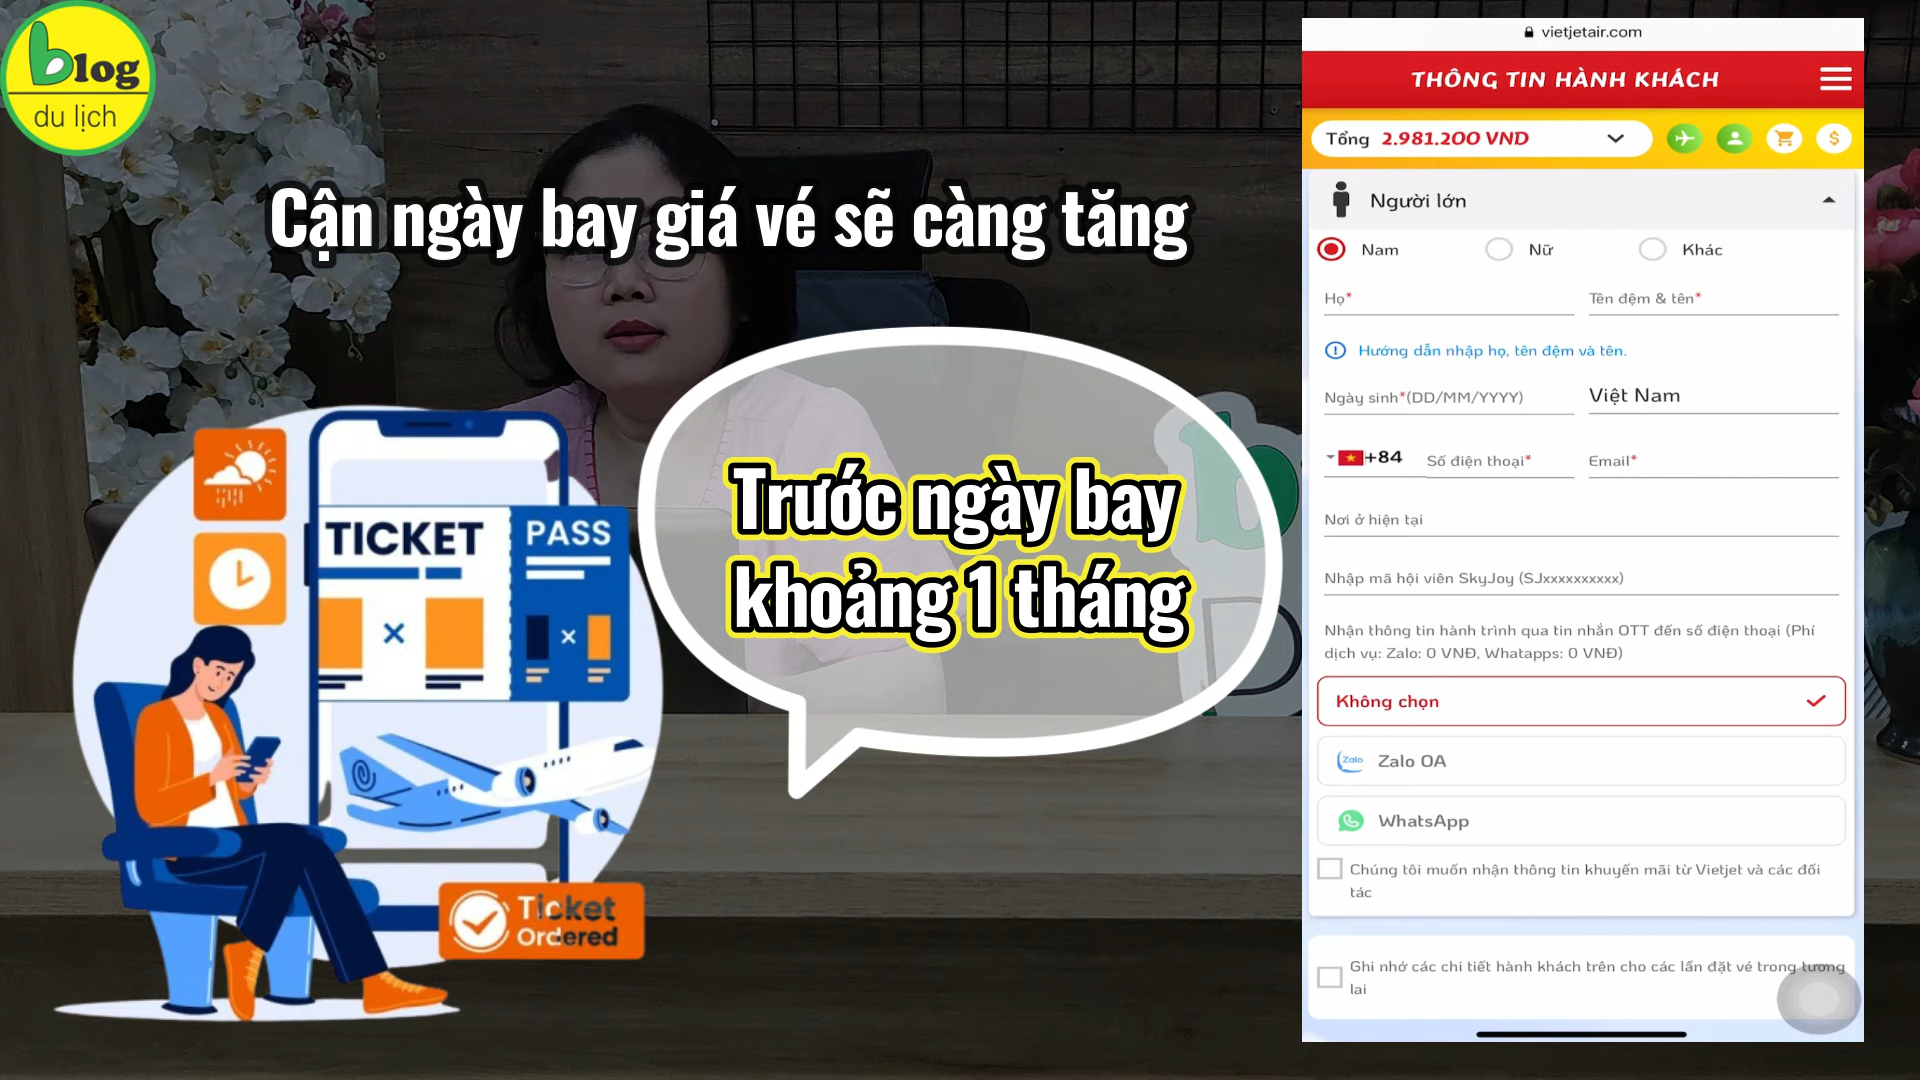 blog
du lịch
Cận ngày bay giá vé sẽ càng tăng
Trước ngày bay
khoảng 1 tháng
TICKET
PASS
Ticket
Ordered
vietjetair.com
THÔNG TIN HÀNH KHÁCH
Tổng 2.981.200 VND
Người lớn
Nam
Nữ
Khác
Họ*
Tên đệm & tên*
Hướng dẫn nhập họ, tên đệm và tên.
Ngày sinh*(DD/MM/YYYY)
Việt Nam
+84
Số điện thoại*
Email*
Nơi ở hiện tại
Nhập mã hội viên SkyJoy (SJxxxxxxxxxx)
Nhận thông tin hành trình qua tin nhắn OTT đến số điện thoại (Phí
dịch vụ: Zalo: 0 VNĐ, Whatapps: 0 VNĐ)
Không chọn
Zalo
Zalo OA
WhatsApp
Chúng tôi muốn nhận thông tin khuyến mãi từ Vietjet và các đối
tác
Ghi nhớ các chi tiết hành khách trên cho các lần đặt vé trong tương
lai